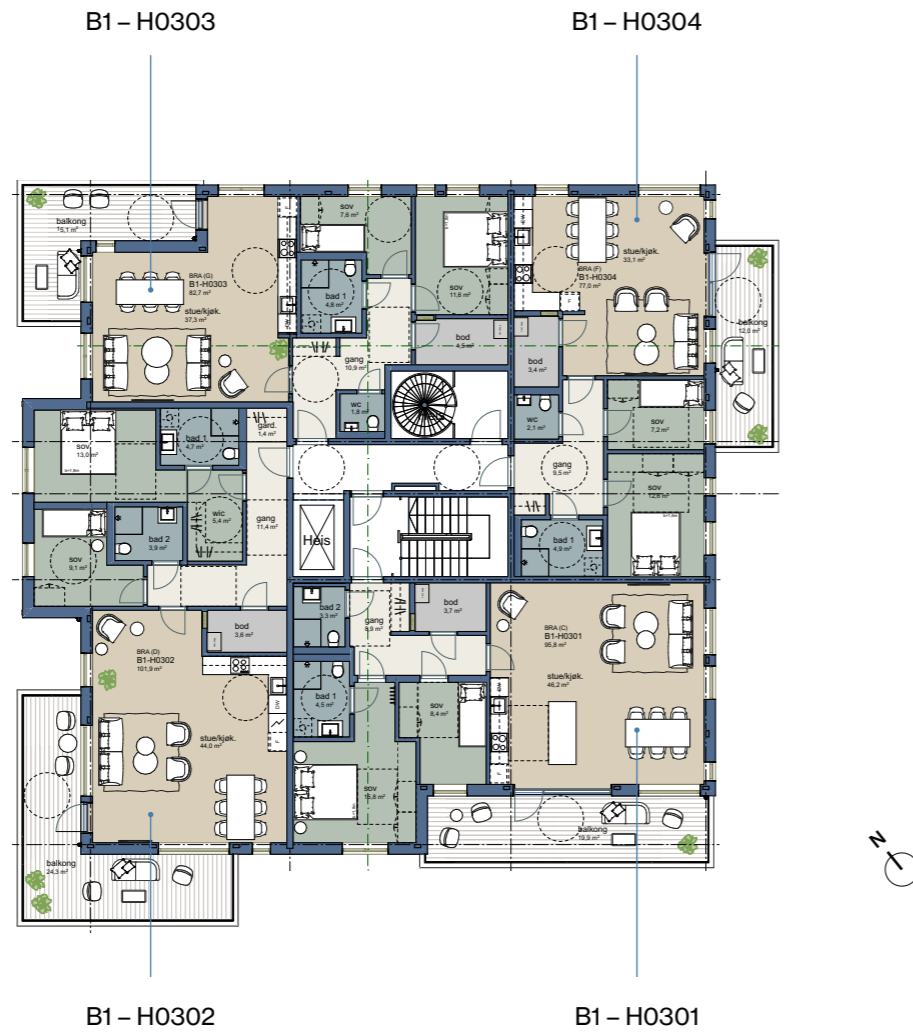 B1 – H0303
B1 – H0304
balkong
15,1 m²
BRA (G)
B1-H0303
82,7 m²
stue/kjøk.
37,3 m²
F
DW
sov
7,6 m²
bad 1
4,8 m²
sov
11,6 m²
gang
10,9 m²
bod
4,5 m²
wc
1,8 m²
DW
F
stue/kjøk.
33,1 m²
BRA (F)
B1-H0304
77,0 m²
balkong
12,0 m²
bod
3,4 m²
wc
2,1 m²
sov
7,2 m²
gang
9,5 m²
sov
12,6 m²
bad 1
4,9 m²
sov
13,0 m²
bad 1
4,7 m²
gard.
1,4 m²
wic
5,4 m²
gang
11,4 m²
sov
9,1 m²
bad 2
3,9 m²
Heis
bod
3,6 m²
BRA (D)
B1-H0302
101,9 m²
DW
F
stue/kjøk.
44,0 m²
balkong
24,3 m²
bad 2
3,3 m²
gang
8,9 m²
bod
3,7 m²
bad 1
4,5 m²
sov
8,4 m²
sov
15,8 m²
BRA (C)
B1-H0301
95,8 m²
stue/kjøk.
46,2 m²
DW
F
balkong
19,9 m²
N
B1 – H0302
B1 – H0301